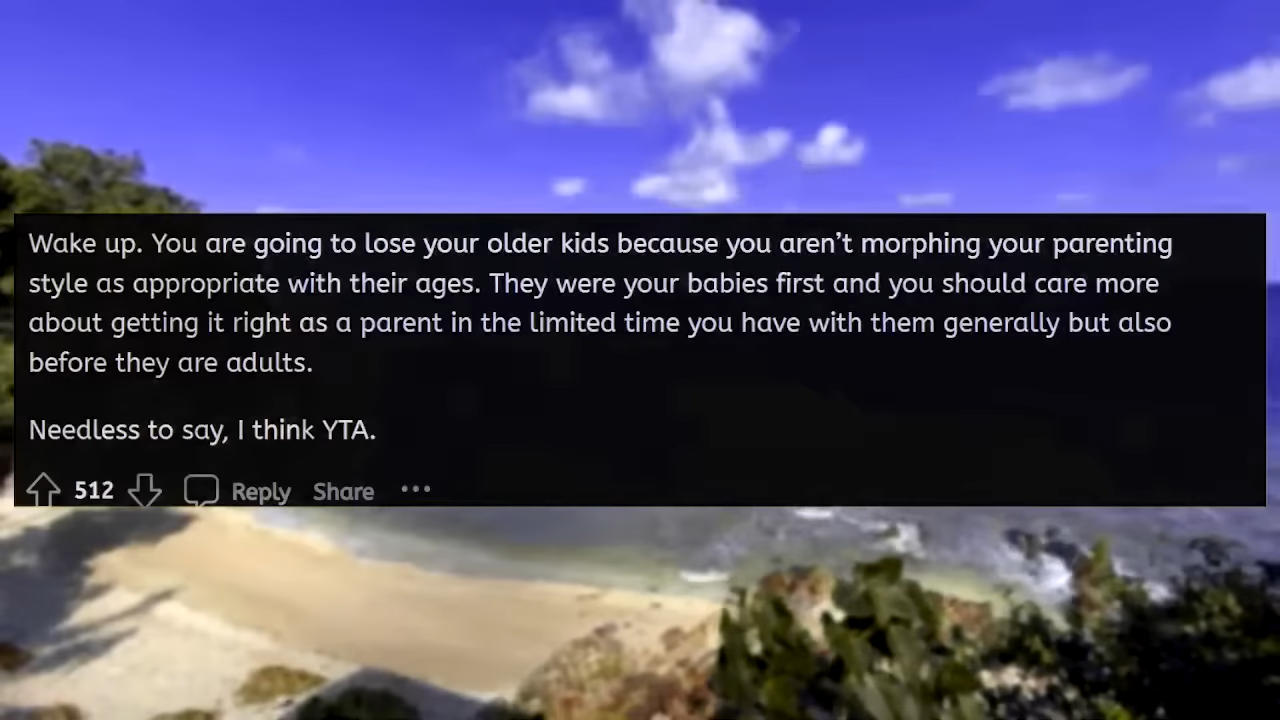 Wake up. You are going to lose your older kids because you aren’t morphing your parenting
style as appropriate with their ages. They were your babies first and you should care more
about getting it right as a parent in the limited time you have with them generally but also
before they are adults.
Needless to say, I think YTA.
512 Reply Share •••